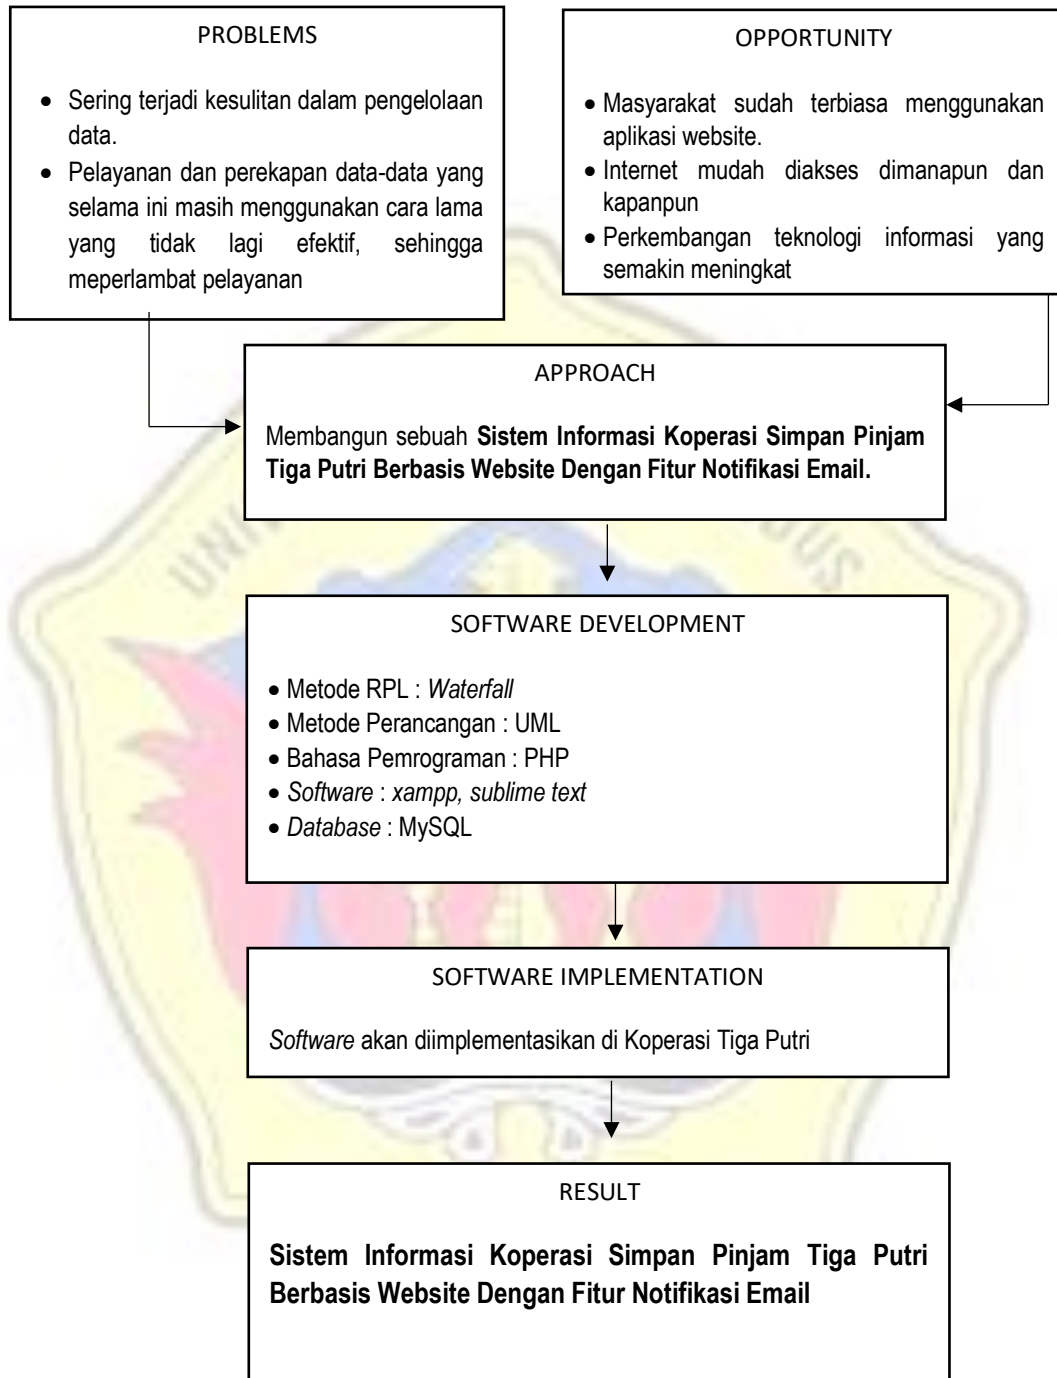 PROBLEMS
• Sering terjadi kesulitan dalam pengelolaan
data.
• Pelayanan dan perekapan data-data yang
selama ini masih menggunakan cara lama
yang tidak lagi efektif, sehingga
meperlambat pelayanan
OPPORTUNITY
• Masyarakat sudah terbiasa menggunakan
aplikasi website.
• Internet mudah diakses dimanapun dan
kapanpun
• Perkembangan teknologi informasi yang
semakin meningkat
APPROACH
Membangun sebuah Sistem Informasi Koperasi Simpan Pinjam
Tiga Putri Berbasis Website Dengan Fitur Notifikasi Email.
SOFTWARE DEVELOPMENT
• Metode RPL : Waterfall
• Metode Perancangan : UML
• Bahasa Pemrograman : PHP
• Software : xampp, sublime text
• Database : MySQL
SOFTWARE IMPLEMENTATION
Software akan diimplementasikan di Koperasi Tiga Putri
RESULT
Sistem Informasi Koperasi Simpan Pinjam Tiga Putri
Berbasis Website Dengan Fitur Notifikasi Email